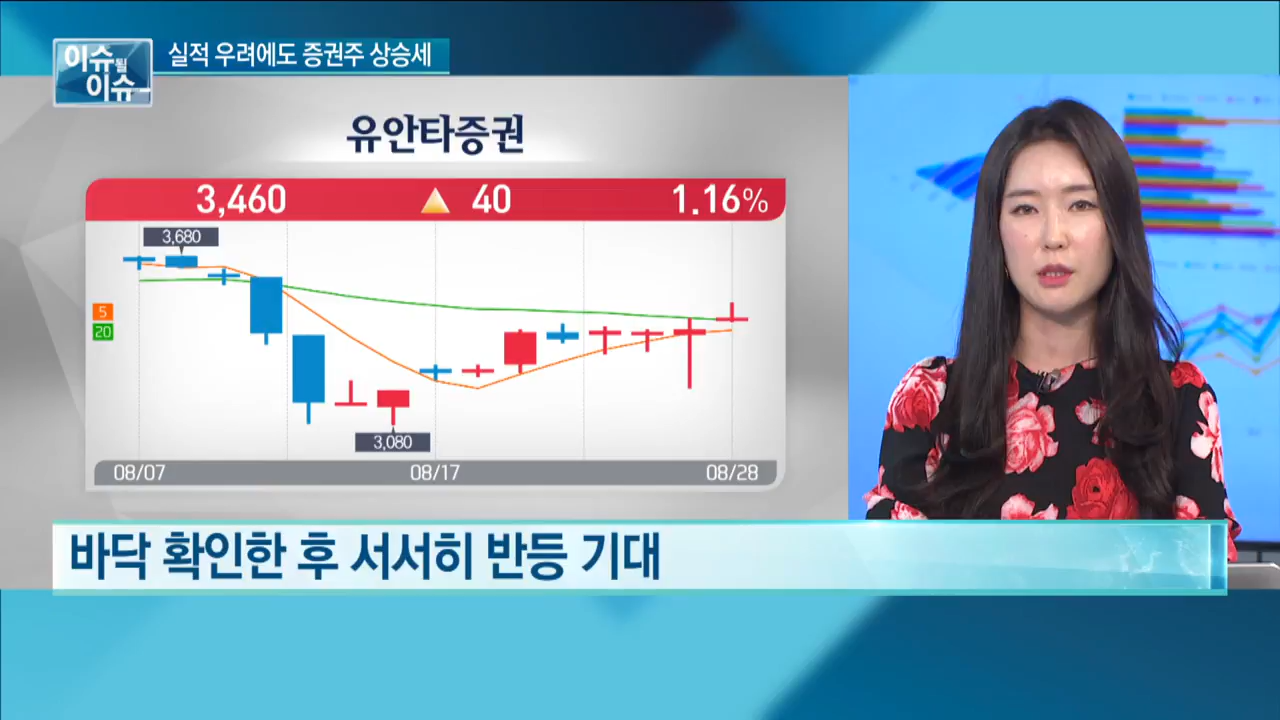 이슈될
이슈
실적 우려에도 증권주 상승세
유안타증권
3,460 ▲ 40 1.16%
3,680
5
20
3,080
08/07 08/17 08/28
바닥 확인한 후 서서히 반등 기대